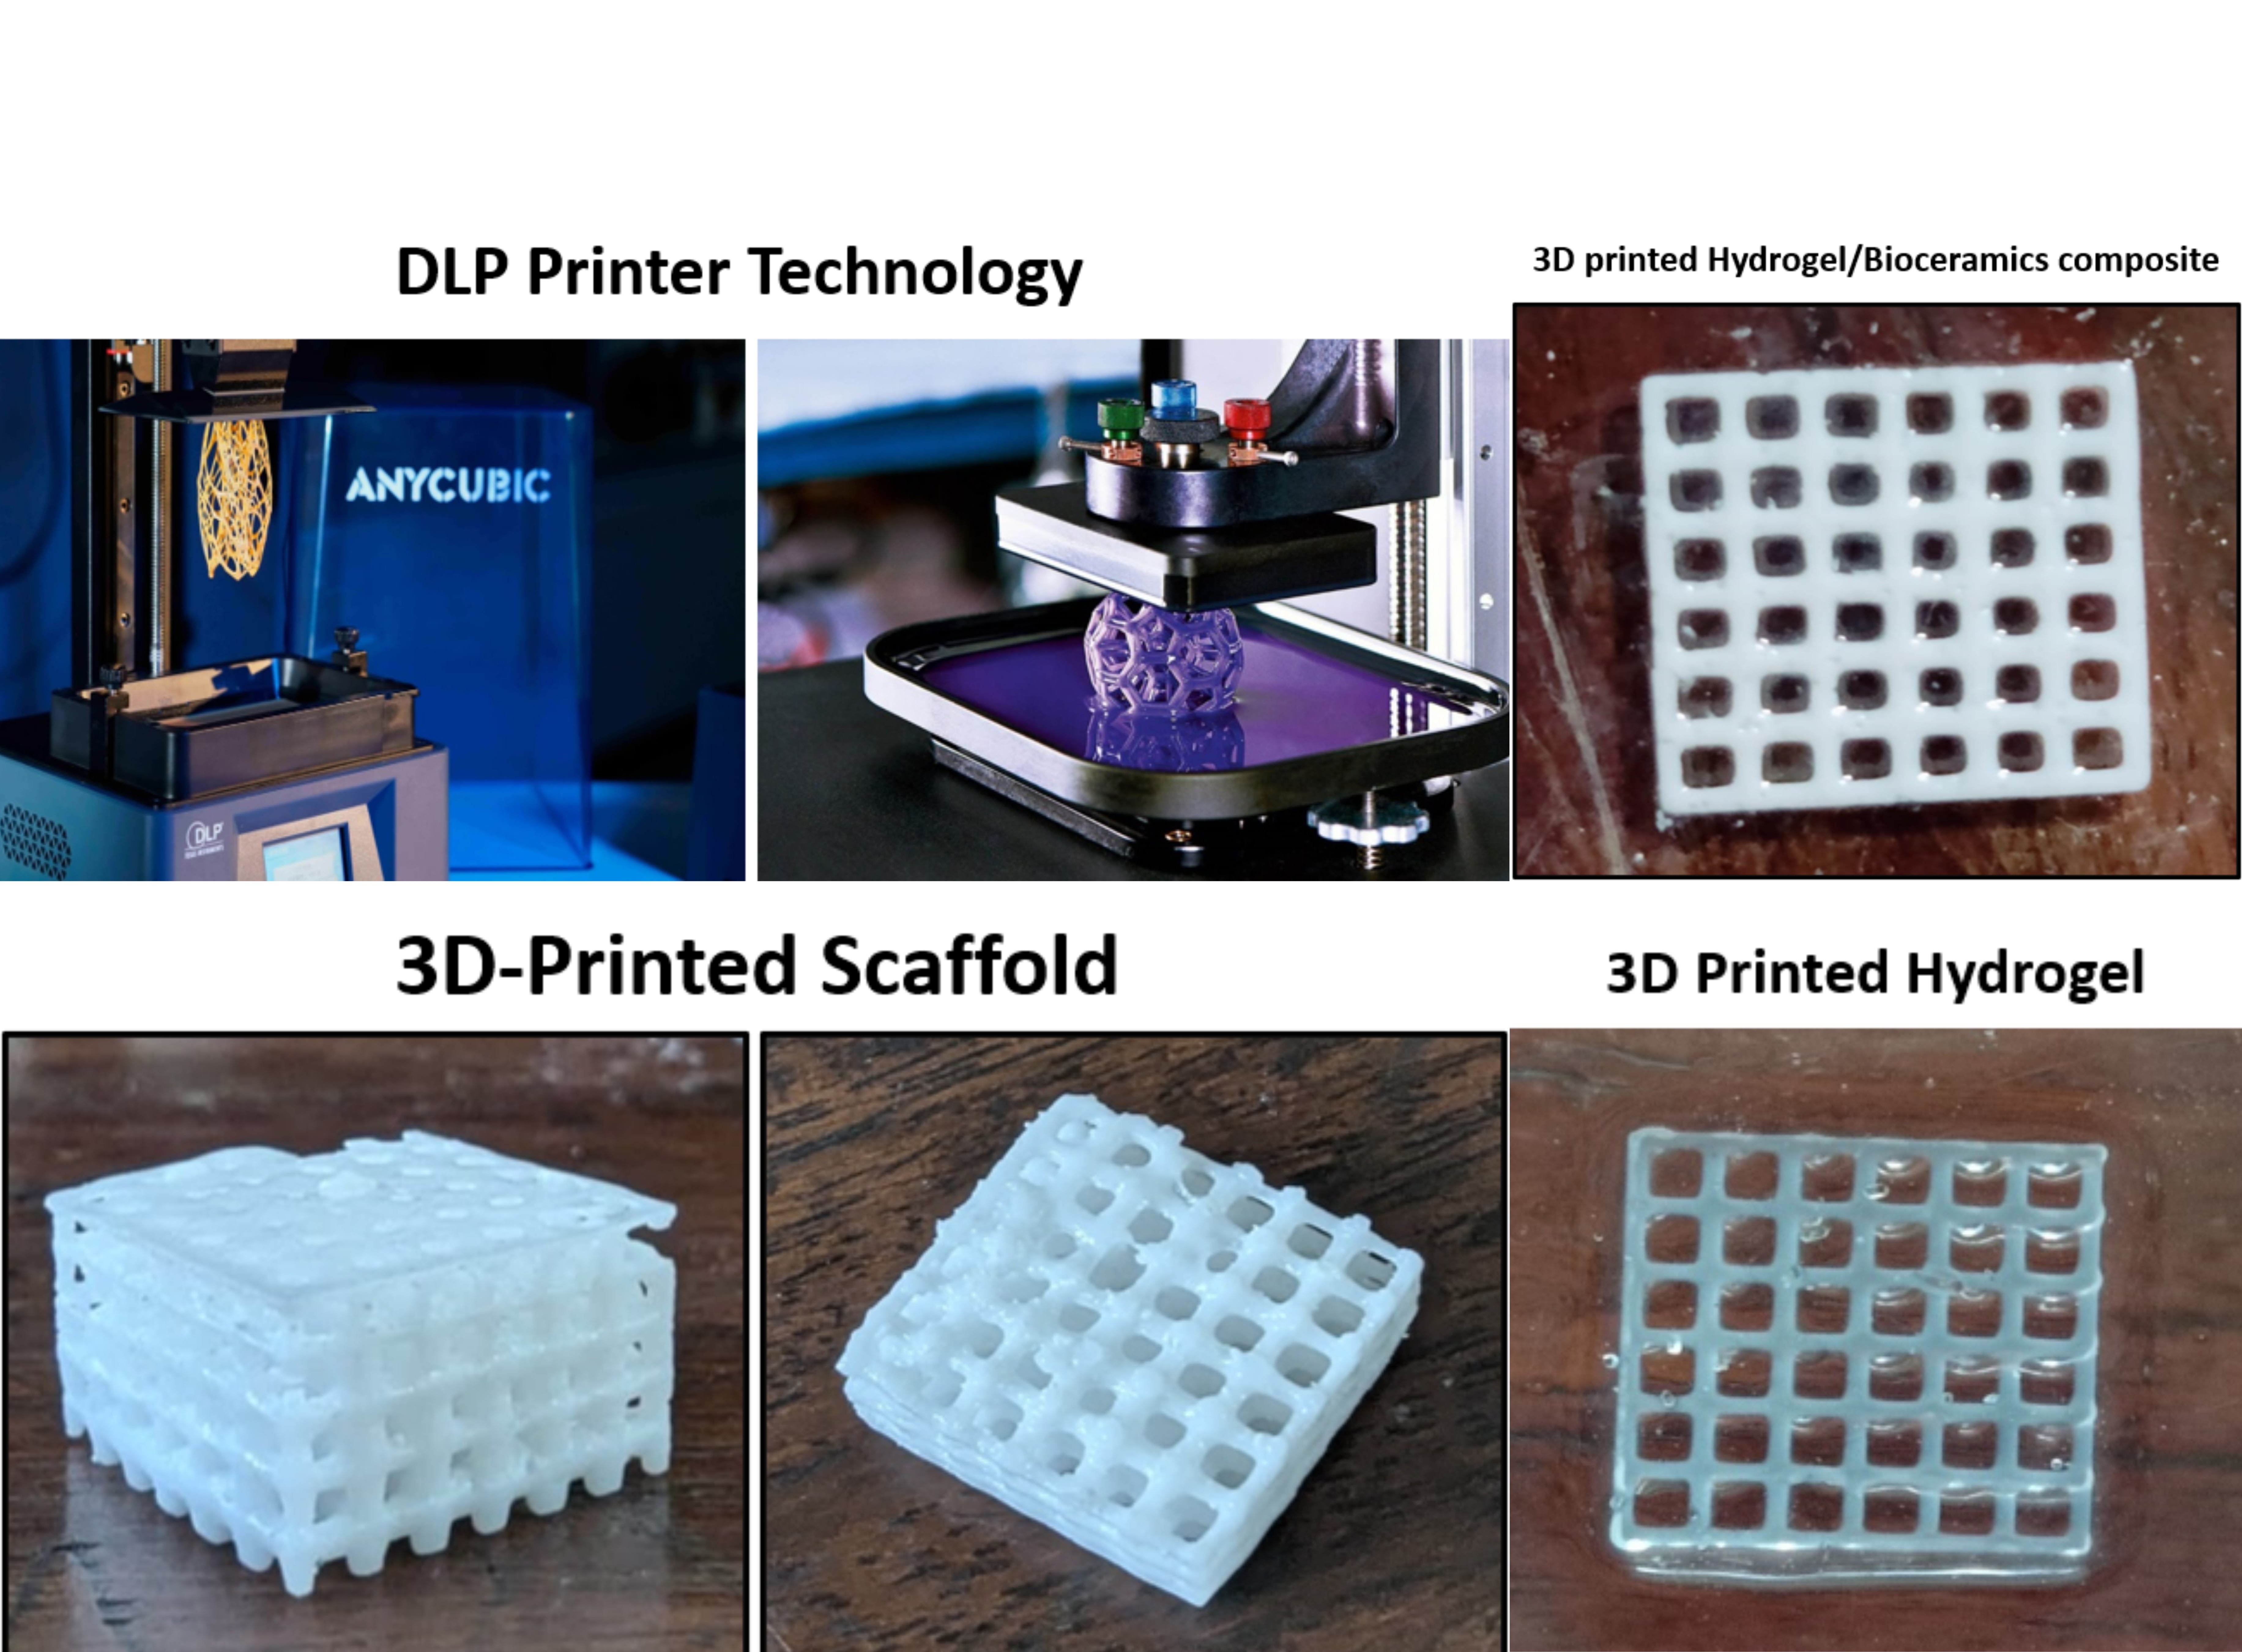 DLP Printer Technology
3D printed Hydrogel/Bioceramics composite
ANYCUBIC
DLP
3D-Printed Scaffold
3D Printed Hydrogel